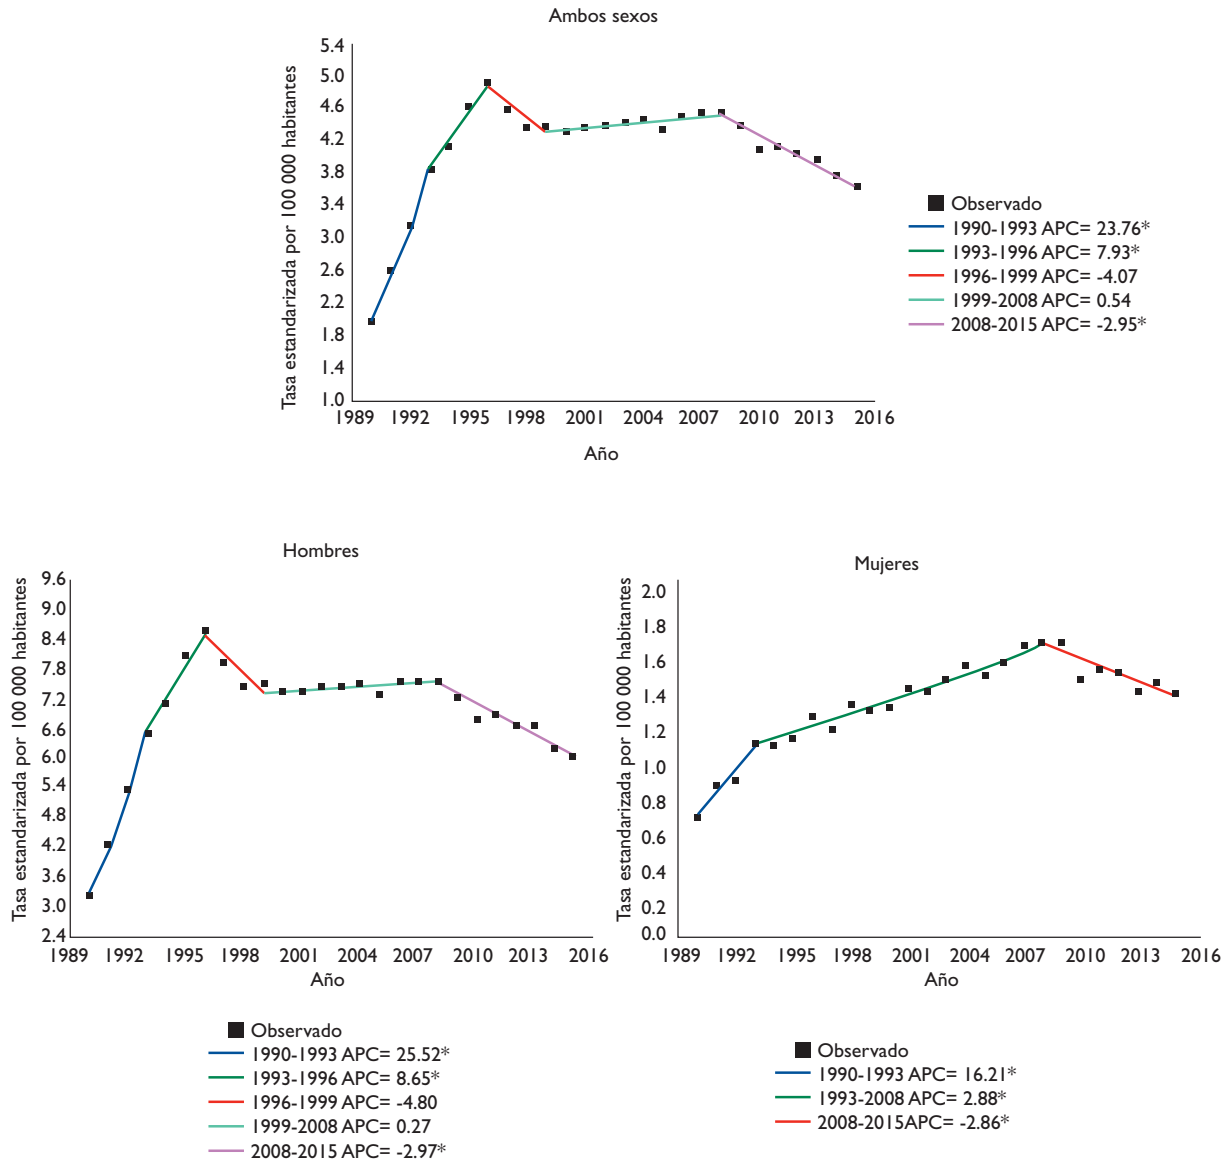 Ambos sexos
Tasa estandarizada por 100 000 habitantes
5.4
5.0
4.6
4.2
3.8
3.4
3.0
2.6
2.2
1.8
1.4
1.0
1989 1992 1995 1998 2001 2004 2007 2010 2013 2016
Año
Observado
1990-1993 APC= 23.76*
1993-1996 APC= 7.93*
1996-1999 APC= -4.07
1999-2008 APC= 0.54
2008-2015 APC= -2.95*
Hombres
Tasa estandarizada por 100 000 habitantes
9.6
9.0
8.4
7.8
7.2
6.6
6.0
5.4
4.8
4.2
3.6
3.0
2.4
1989 1992 1995 1998 2001 2004 2007 2010 2013 2016
Año
Observado
1990-1993 APC= 25.52*
1993-1996 APC= 8.65*
1996-1999 APC= -4.80
1999-2008 APC= 0.27
2008-2015 APC= -2.97*
Mujeres
Tasa estandarizada por 100 000 habitantes
2.0
1.8
1.6
1.4
1.2
1.0
0.8
0.6
0.4
0.2
0.0
1989 1992 1995 1998 2001 2004 2007 2010 2013 2016
Año
Observado
1990-1993 APC= 16.21*
1993-2008 APC= 2.88*
2008-2015APC= -2.86*